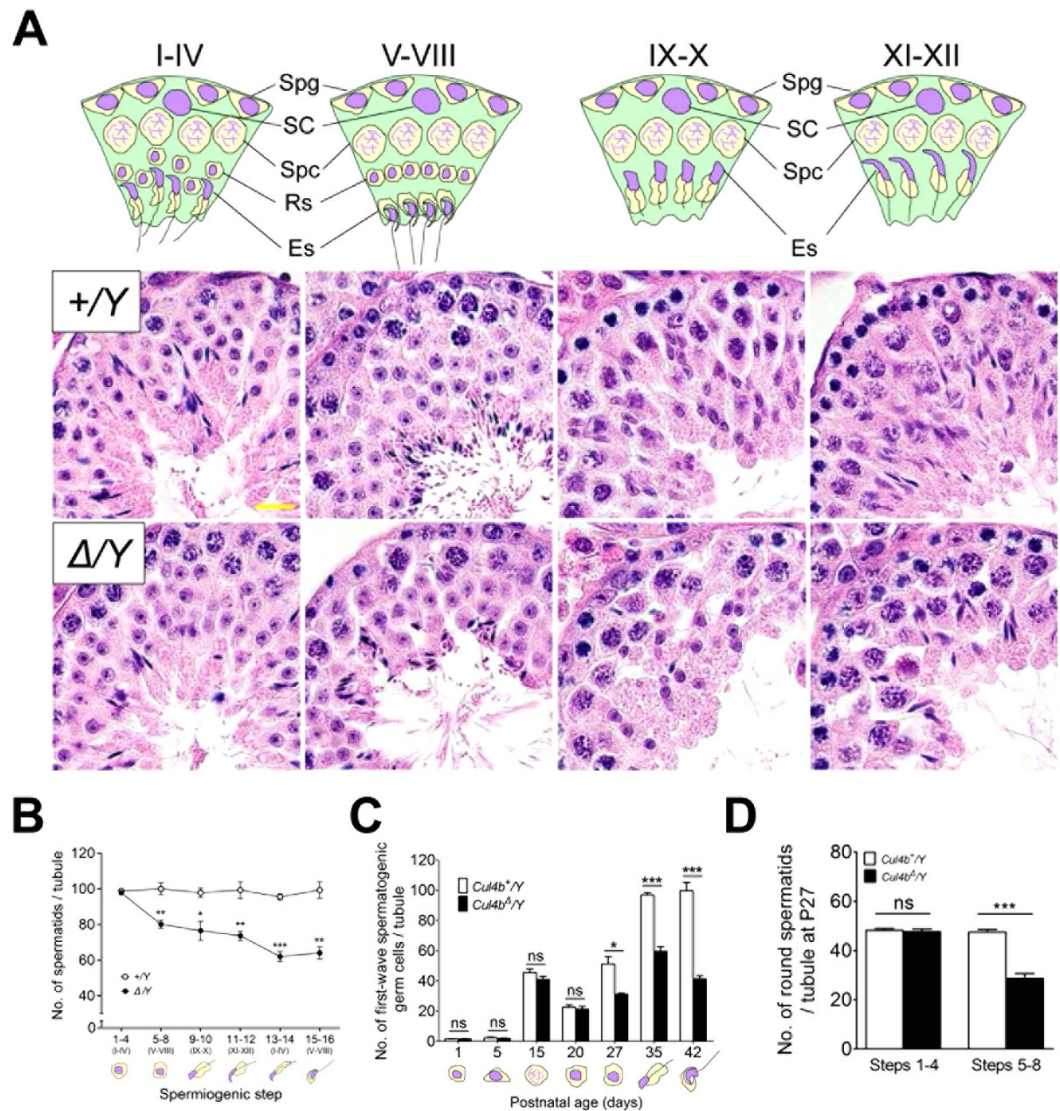 A
I-IV
V-VIII
IX-X
XI-XII
Spg
SC
Spc
Rs
Es
Spg
SC
Spc
Es
+/Y
Δ/Y
B
No. of spermatids / tubule
120
100
80
60
40
0
**
*
**
***
**
+/Y
Δ/Y
1-4 5-8 9-10 11-12 13-14 15-16
(I-IV) (V-VIII) (IX-X) (XI-XII) (I-IV) (V-VIII)
Spermiogenic step
C
No. of first-wave spermatogenic
germ cells / tubule
120
100
80
60
40
20
0
Cul4b⁺/Y
Cul4bᐃ/Y
ns ns ns ns * *** ***
1 5 15 20 27 35 42
Postnatal age (days)
D
No. of round spermatids
/ tubule at P27
80
60
40
20
0
Cul4b⁺/Y
Cul4bᐃ/Y
ns ***
Steps 1-4 Steps 5-8